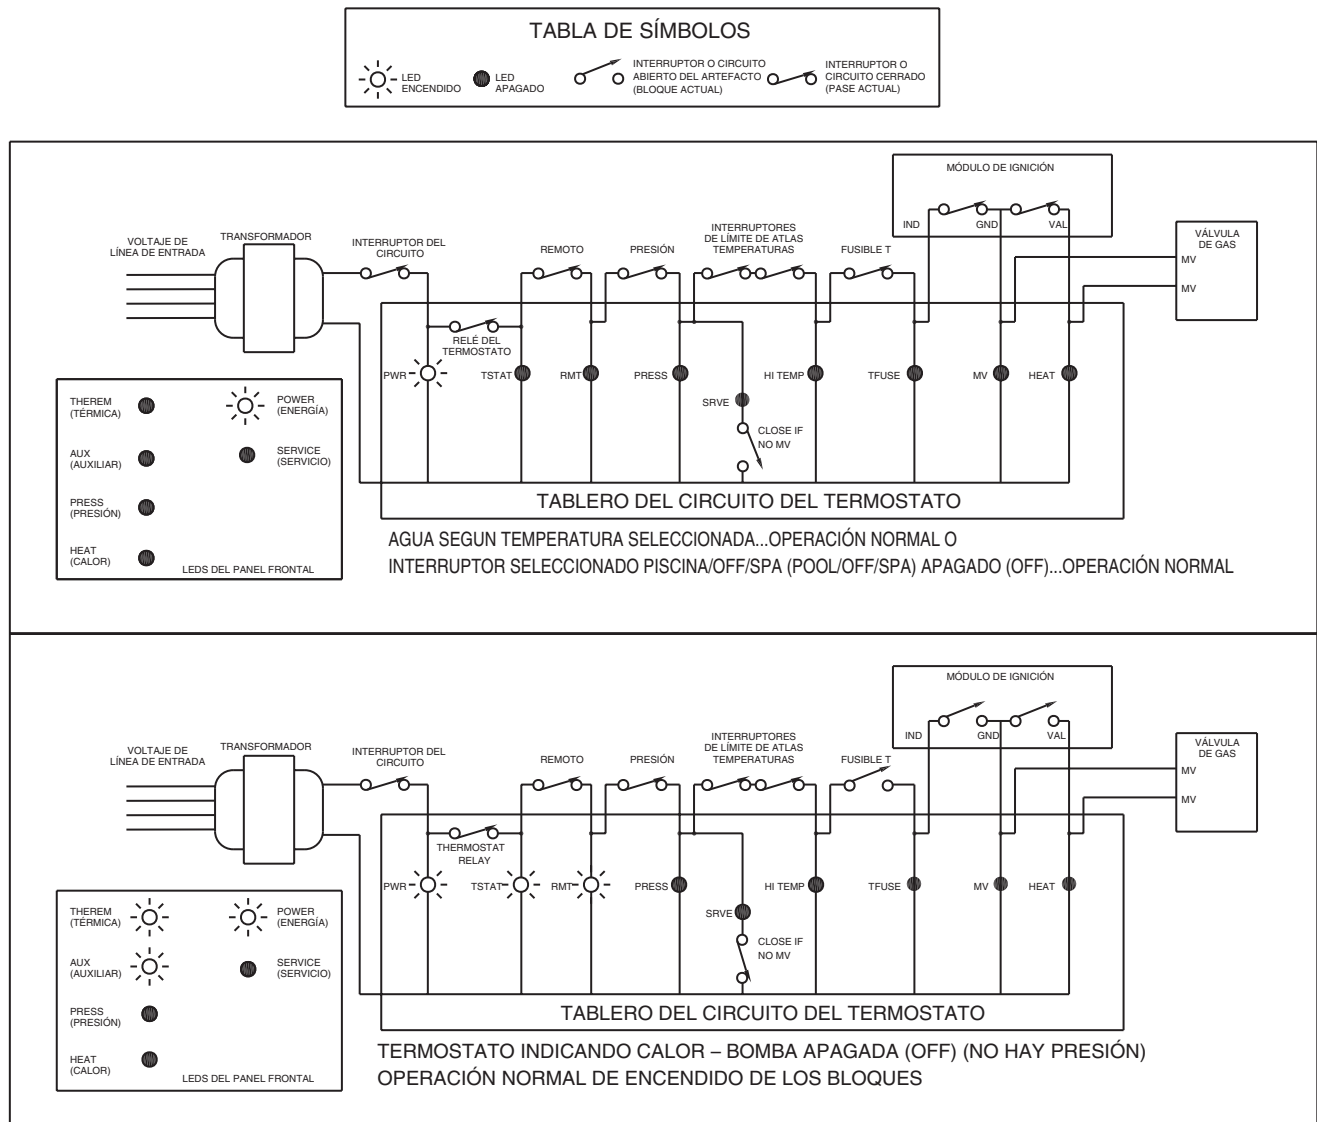 TABLA DE SÍMBOLOS
LED
ENCENDIDO
LED
APAGADO
INTERRUPTOR O CIRCUITO
ABIERTO DEL ARTEFACTO
(BLOQUE ACTUAL)
INTERRUPTOR O
CIRCUITO CERRADO
(PASE ACTUAL)
MÓDULO DE IGNICIÓN
IND
GND
VAL
VOLTAJE DE
LÍNEA DE ENTRADA
TRANSFORMADOR
INTERRUPTOR DEL
CIRCUITO
REMOTO
PRESIÓN
INTERRUPTORES
DE LÍMITE DE ATLAS
TEMPERATURAS
FUSIBLE T
VÁLVULA
DE GAS
MV
MV
RELÉ DEL
TERMOSTATO
PWR
TSTAT
RMT
PRESS
HI TEMP
TFUSE
MV
HEAT
SRVE
CLOSE IF
NO MV
THEREM
(TÉRMICA)
POWER
(ENERGÍA)
AUX
(AUXILIAR)
SERVICE
(SERVICIO)
PRESS
(PRESIÓN)
HEAT
(CALOR)
LEDS DEL PANEL FRONTAL
TABLERO DEL CIRCUITO DEL TERMOSTATO
AGUA SEGUN TEMPERATURA SELECCIONADA...OPERACIÓN NORMAL O
INTERRUPTOR SELECCIONADO PISCINA/OFF/SPA (POOL/OFF/SPA) APAGADO (OFF)...OPERACIÓN NORMAL
MÓDULO DE IGNICIÓN
IND
GND
VAL
VOLTAJE DE
LÍNEA DE ENTRADA
TRANSFORMADOR
INTERRUPTOR DEL
CIRCUITO
REMOTO
PRESIÓN
INTERRUPTORES
DE LÍMITE DE ATLAS
TEMPERATURAS
FUSIBLE T
VÁLVULA
DE GAS
MV
MV
THERMOSTAT
RELAY
PWR
TSTAT
RMT
PRESS
HI TEMP
TFUSE
MV
HEAT
SRVE
CLOSE IF
NO MV
THEREM
(TÉRMICA)
POWER
(ENERGÍA)
AUX
(AUXILIAR)
SERVICE
(SERVICIO)
PRESS
(PRESIÓN)
HEAT
(CALOR)
LEDS DEL PANEL FRONTAL
TABLERO DEL CIRCUITO DEL TERMOSTATO
TERMOSTATO INDICANDO CALOR – BOMBA APAGADA (OFF) (NO HAY PRESIÓN)
OPERACIÓN NORMAL DE ENCENDIDO DE LOS BLOQUES